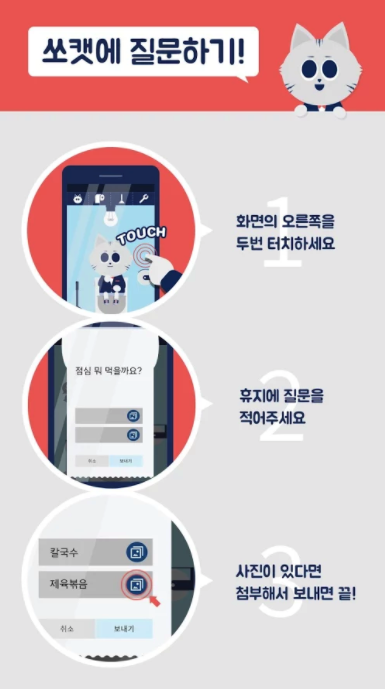 쏘캣에 질문하기!
TOUCH
1
화면의 오른쪽을
두번 터치하세요
점심 뭐 먹을까요?
취소
보내기
2
휴지에 질문을
적어주세요
칼국수
제육볶음
취소
보내기
3
사진이 있다면
첨부해서 보내면 끝!